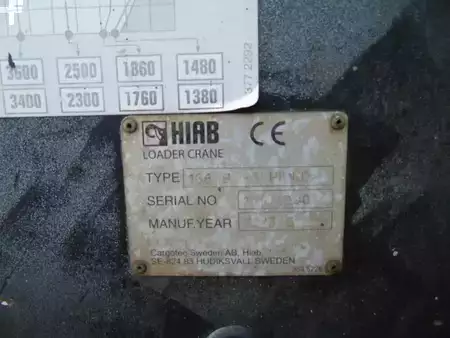 3600 2500 1860 1480
3400 2300 1760 1380
HIAB CE
LOADER CRANE
TYPE
SERIAL NO
MANUF.YEAR
Cargotec Sweden AB, Hiab
SE-824 83 HUDIKSVALL SWEDEN